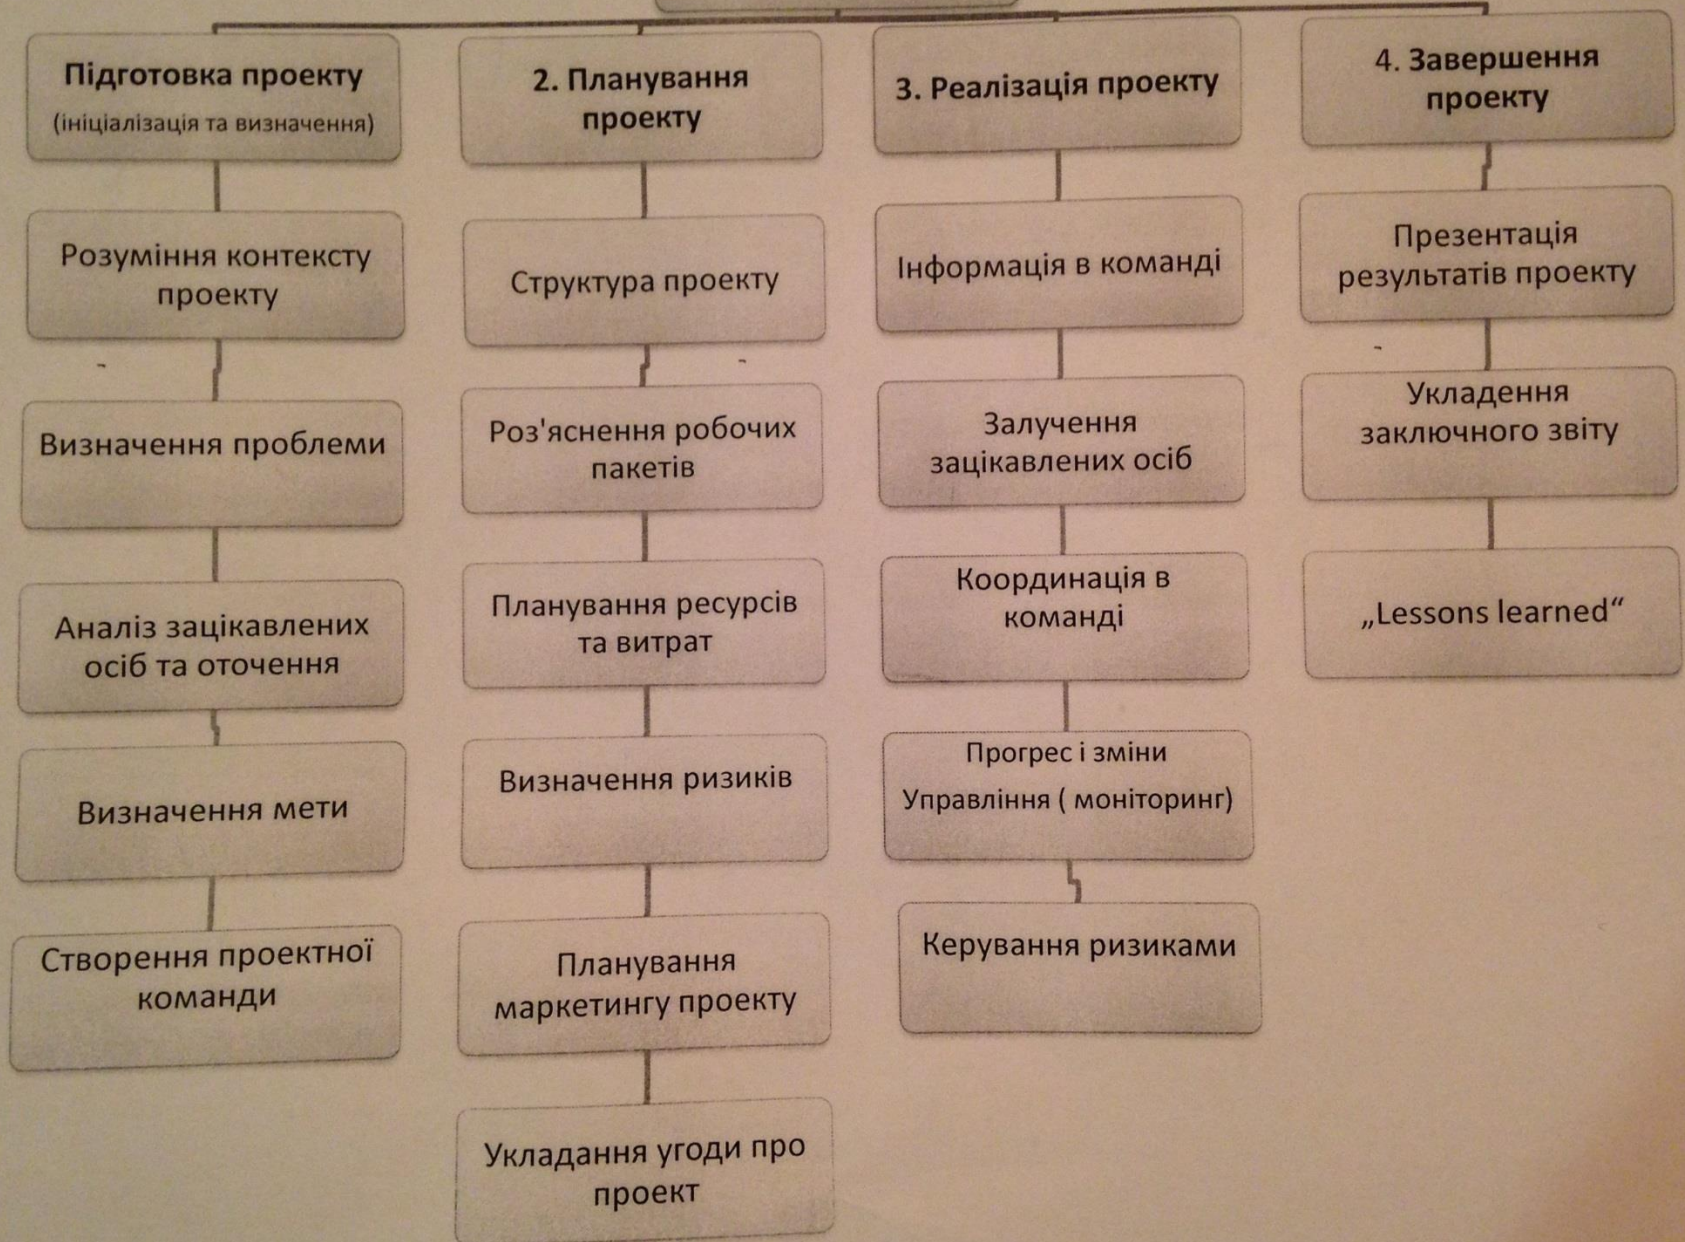 Підготовка проекту
(ініціалізація та визначення)
Розуміння контексту
проекту
Визначення проблеми
Аналіз зацікавлених
осіб та оточення
Визначення мети
Створення проектної
команди
2. Планування
проекту
Структура проекту
Роз'яснення робочих
пакетів
Планування ресурсів
та витрат
Визначення ризиків
Планування
маркетингу проекту
Укладання угоди про
проект
3. Реалізація проекту
Інформація в команді
Залучення
зацікавлених осіб
Координація в
команді
Прогрес і зміни
Управління ( моніторинг)
Керування ризиками
4. Завершення
проекту
Презентація
результатів проекту
Укладення
заключного звіту
„Lessons learned“